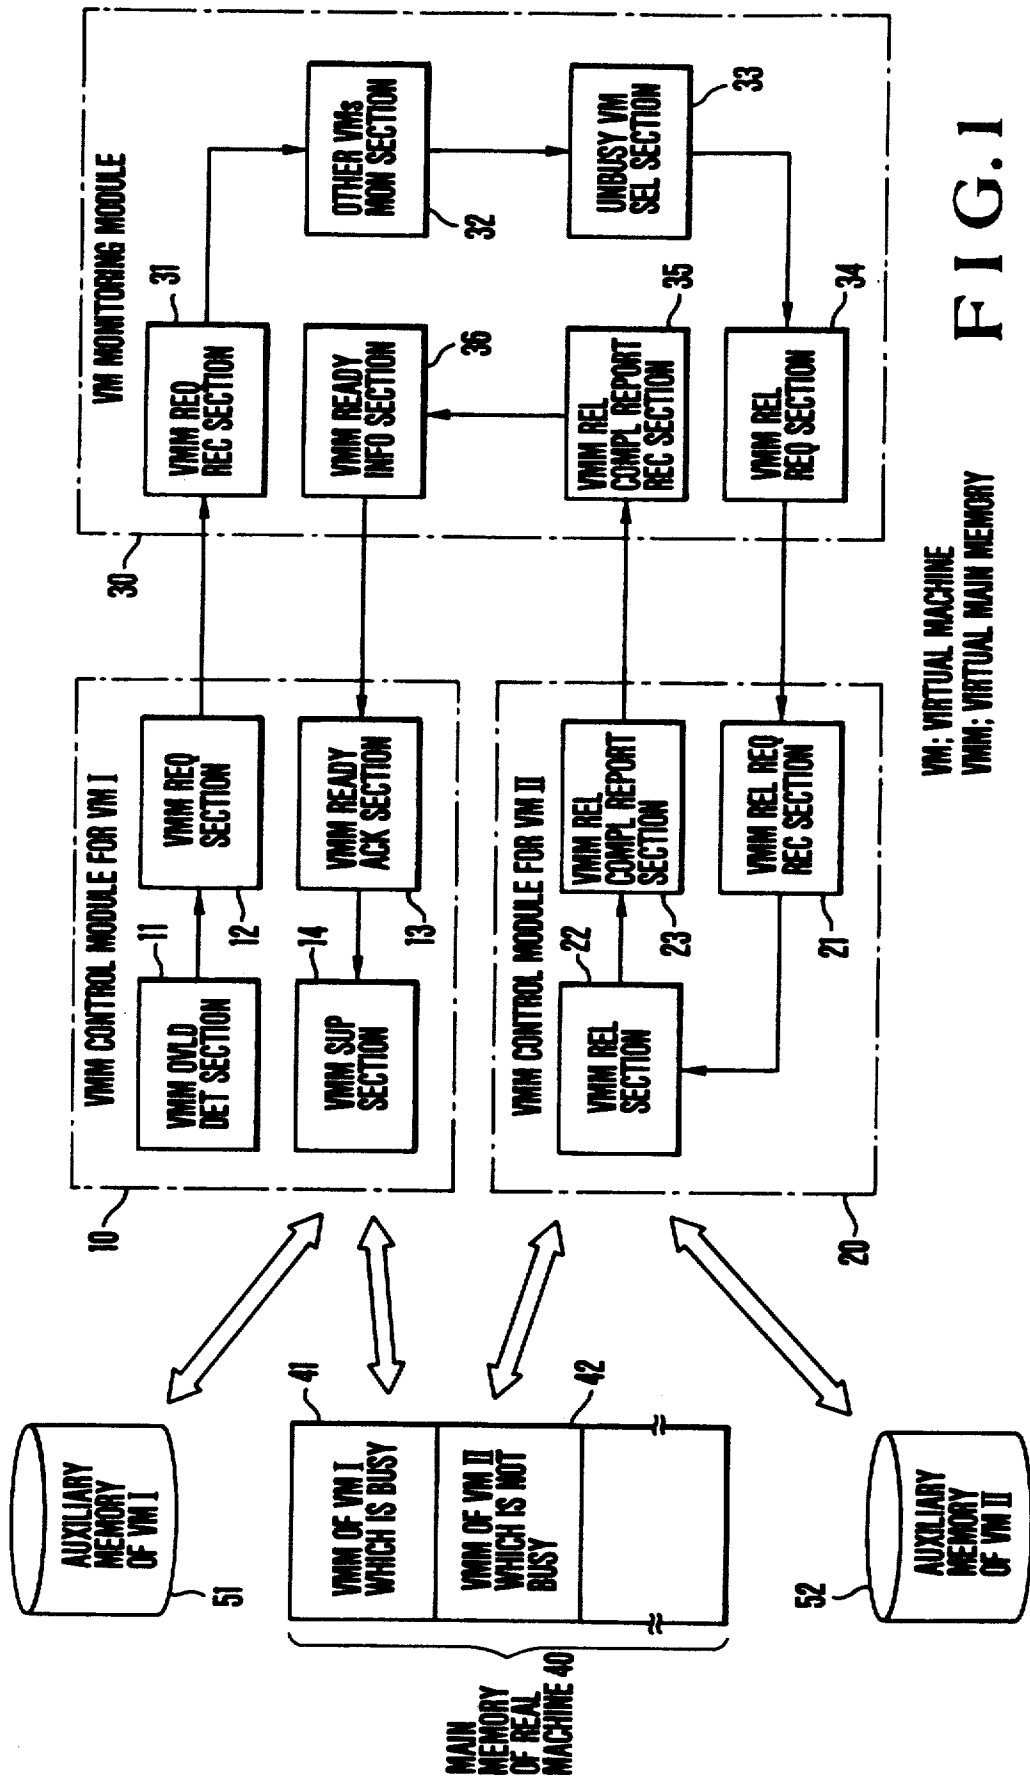 AUXILIARY
MEMORY
OF VM I
51
MAIN
MEMORY
OF REAL
MACHINE 40
VMM OF VM I
WHICH IS BUSY
41
VMM OF VM II
WHICH IS NOT
BUSY
42
AUXILIARY
MEMORY
OF VM II
52
10
VMM CONTROL MODULE FOR VM I
VMM OVLD
DET SECTION
11
VMM REQ
SECTION
12
VMM SUP
SECTION
14
VMM READY
ACK SECTION
13
20
VMM CONTROL MODULE FOR VM II
VMM REL
SECTION
22
VMM REL
COMPL REPORT
SECTION
23
VMM REL REQ
REC SECTION
21
30
VM MONITORING MODULE
VMM REQ
REC SECTION
31
OTHER VMs
MON SECTION
32
VMM READY
INFO SECTION
36
UNBUSY VM
SEL SECTION
33
VMM REL
COMPL REPORT
REC SECTION
35
VMM REL
REQ SECTION
34
VM; VIRTUAL MACHINE
VMM; VIRTUAL MAIN MEMORY
FIG. 1